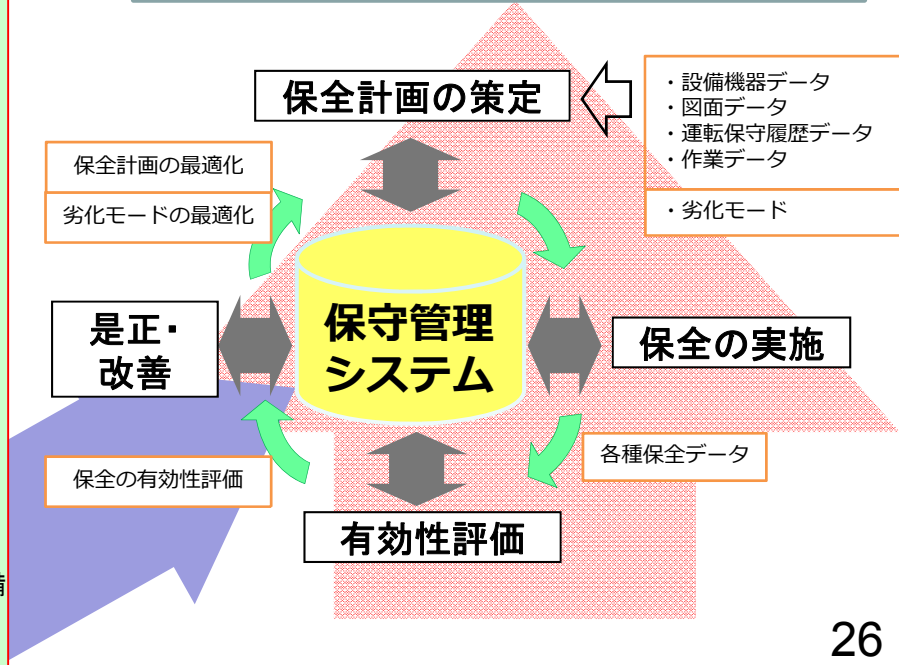 保全計画の策定
・設備機器データ
・図面データ
・運転保守履歴データ
・作業データ
・劣化モード
保全計画の最適化
劣化モードの最適化
是正・
改善
保守管理
システム
保全の実施
保全の有効性評価
各種保全データ
有効性評価
備
26